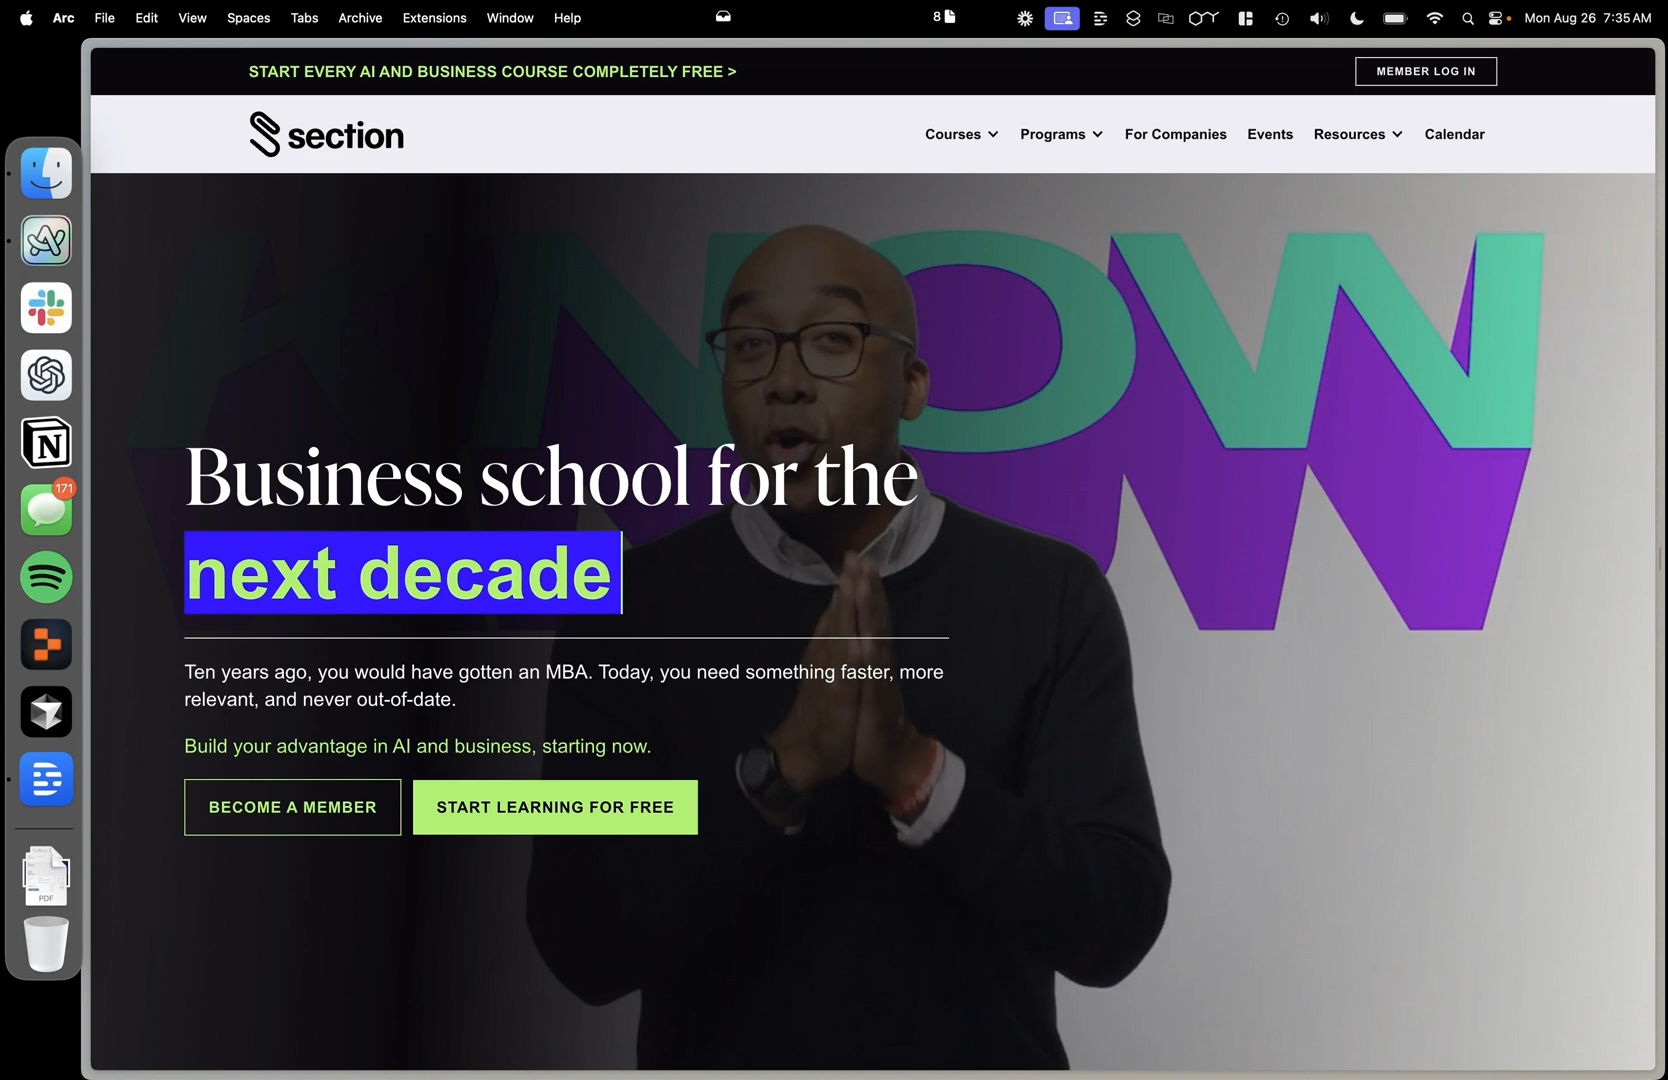 Arc File Edit View Spaces Tabs Archive Extensions Window Help 8 Mon Aug 26 7:35 AM
START EVERY AI AND BUSINESS COURSE COMPLETELY FREE >
MEMBER LOG IN
section
Courses Programs For Companies Events Resources Calendar
NOW
Business school for the
next decade
Ten years ago, you would have gotten an MBA. Today, you need something faster, more
relevant, and never out-of-date.
Build your advantage in AI and business, starting now.
BECOME A MEMBER
START LEARNING FOR FREE
N
171
PDF